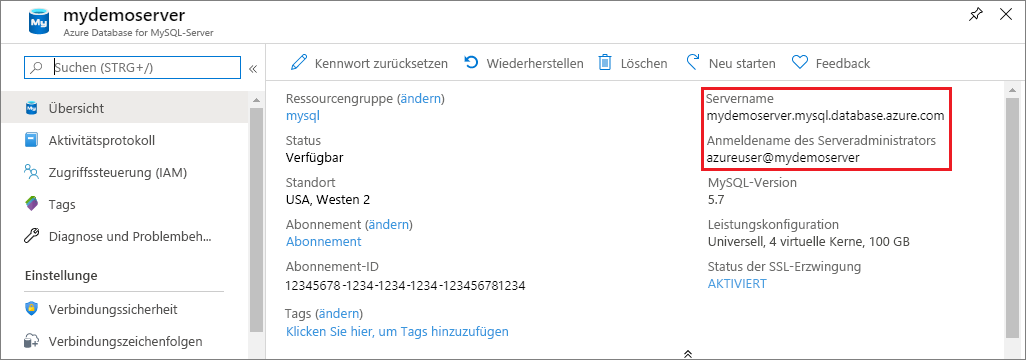 mydemoserver
Azure Database for MySQL-Server
Suchen (STRG+/)
Übersicht
Aktivitätsprotokoll
Zugriffssteuerung (IAM)
Tags
Diagnose und Problembeh...
Einstellunge
Verbindungssicherheit
Verbindungszeichenfolgen
Kennwort zurücksetzen
Wiederherstellen
Löschen
Neu starten
Feedback
Ressourcengruppe (ändern)
mysql
Status
Verfügbar
Standort
USA, Westen 2
Abonnement (ändern)
Abonnement
Abonnement-ID
12345678-1234-1234-1234-123456781234
Tags (ändern)
Klicken Sie hier, um Tags hinzuzufügen
Servername
mydemoserver.mysql.database.azure.com
Anmeldename des Serveradministrators
azureuser@mydemoserver
MySQL-Version
5.7
Leistungskonfiguration
Universell, 4 virtuelle Kerne, 100 GB
Status der SSL-Erzwingung
AKTIVIERT